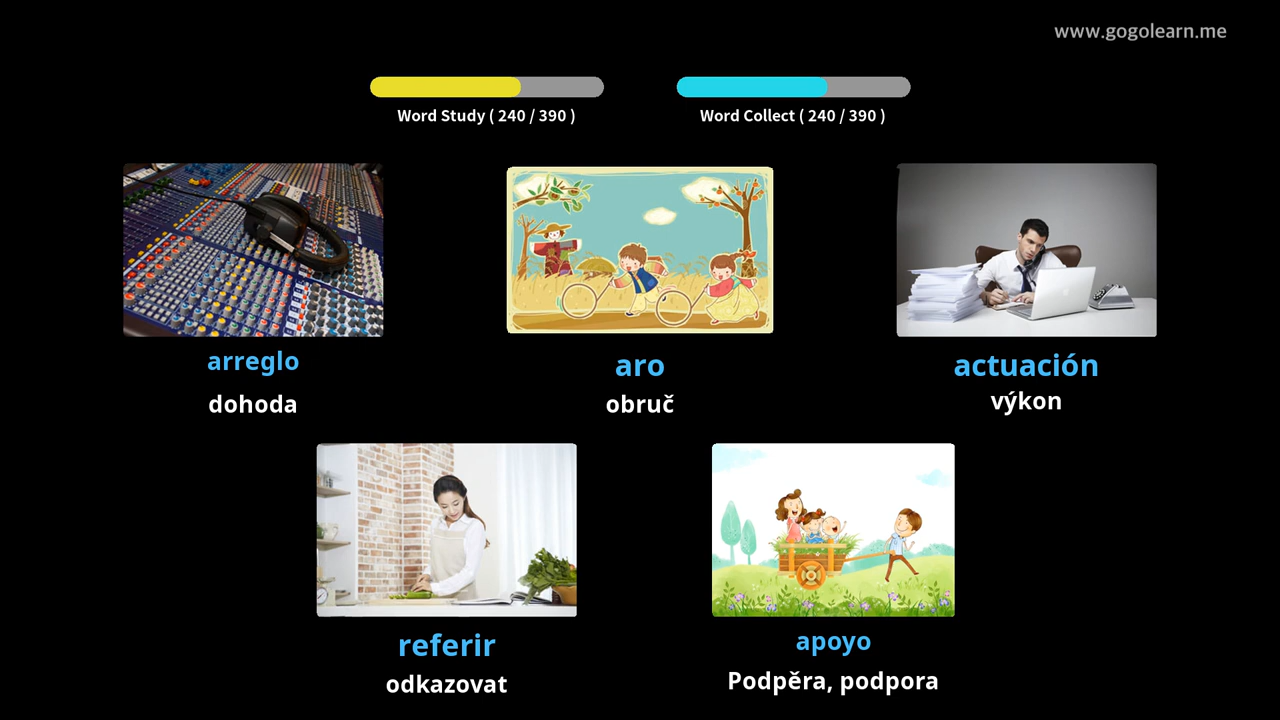 www.gogolearn.me
Word Study ( 240 / 390 )
Word Collect ( 240 / 390 )
arreglo
dohoda
aro
obruč
actuación
výkon
referir
odkazovat
apoyo
Podpěra, podpora